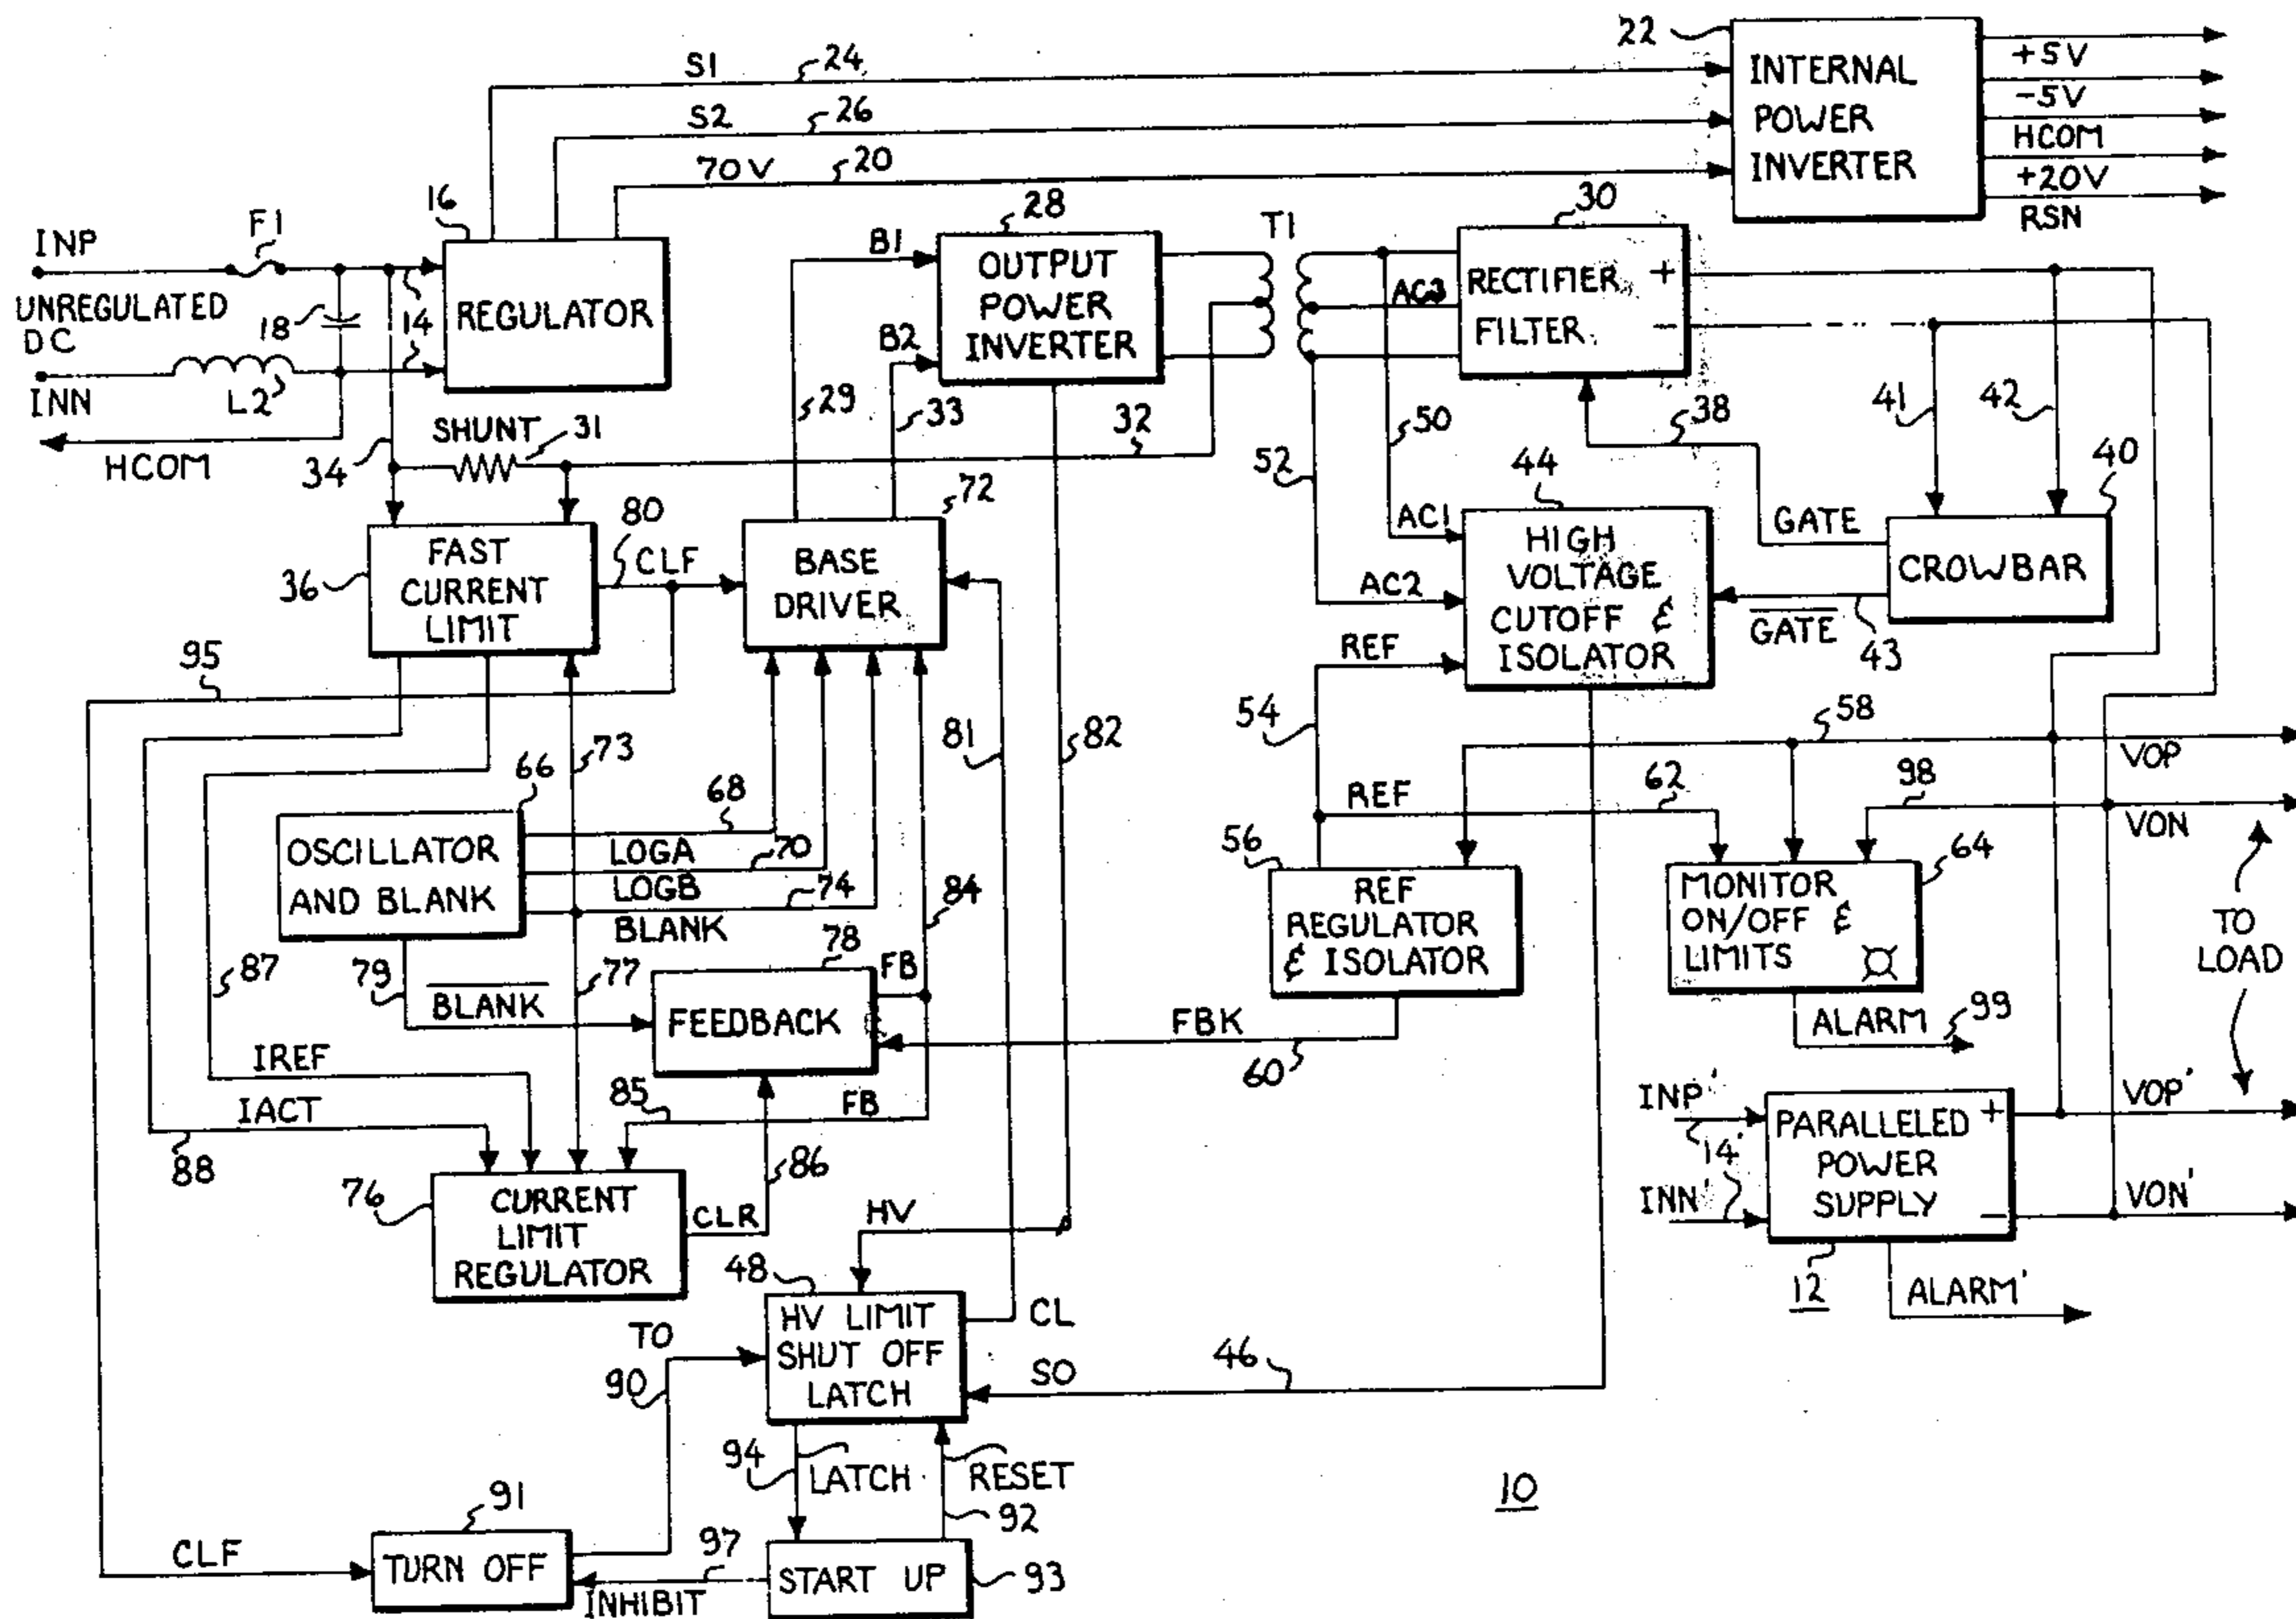 22
INTERNAL
POWER
INVERTER
+5V
-5V
HCOM
+20V
RSN
S1
24
S2
26
70V
20
16
REGULATOR
INP
F1
UNREGULATED
DC
18
14
14
INN
L2
HCOM
34
SHUNT
31
32
B1
B2
28
OUTPUT
POWER
INVERTER
29
33
T1
30
RECTIFIER
FILTER
+
−
AC3
50
52
38
41
42
40
CROWBAR
GATE
GATE
43
44
HIGH
VOLTAGE
CUTOFF &
ISOLATOR
AC1
AC2
REF
54
36
FAST
CURRENT
LIMIT
80
CLF
72
BASE
DRIVER
95
73
81
82
66
OSCILLATOR
AND BLANK
68
LOGA
70
LOGB
74
BLANK
84
87
79
BLANK
77
78
FEEDBACK
FB
FBK
60
56
REF
REGULATOR
& ISOLATOR
REF
62
58
98
VOP
VON
64
MONITOR
ON/OFF &
LIMITS
TO
LOAD
ALARM
99
IREF
IACT
88
85
FB
86
76
CURRENT
LIMIT
REGULATOR
CLR
HV
INP'
14'
INN'
14'
PARALLELED
POWER
SUPPLY
+
−
VOP'
VON'
12
ALARM'
48
HV LIMIT
SHUT OFF
LATCH
CL
SO
46
TO
90
94
LATCH
RESET
92
91
TURN OFF
CLF
97
INHIBIT
START UP
93
10